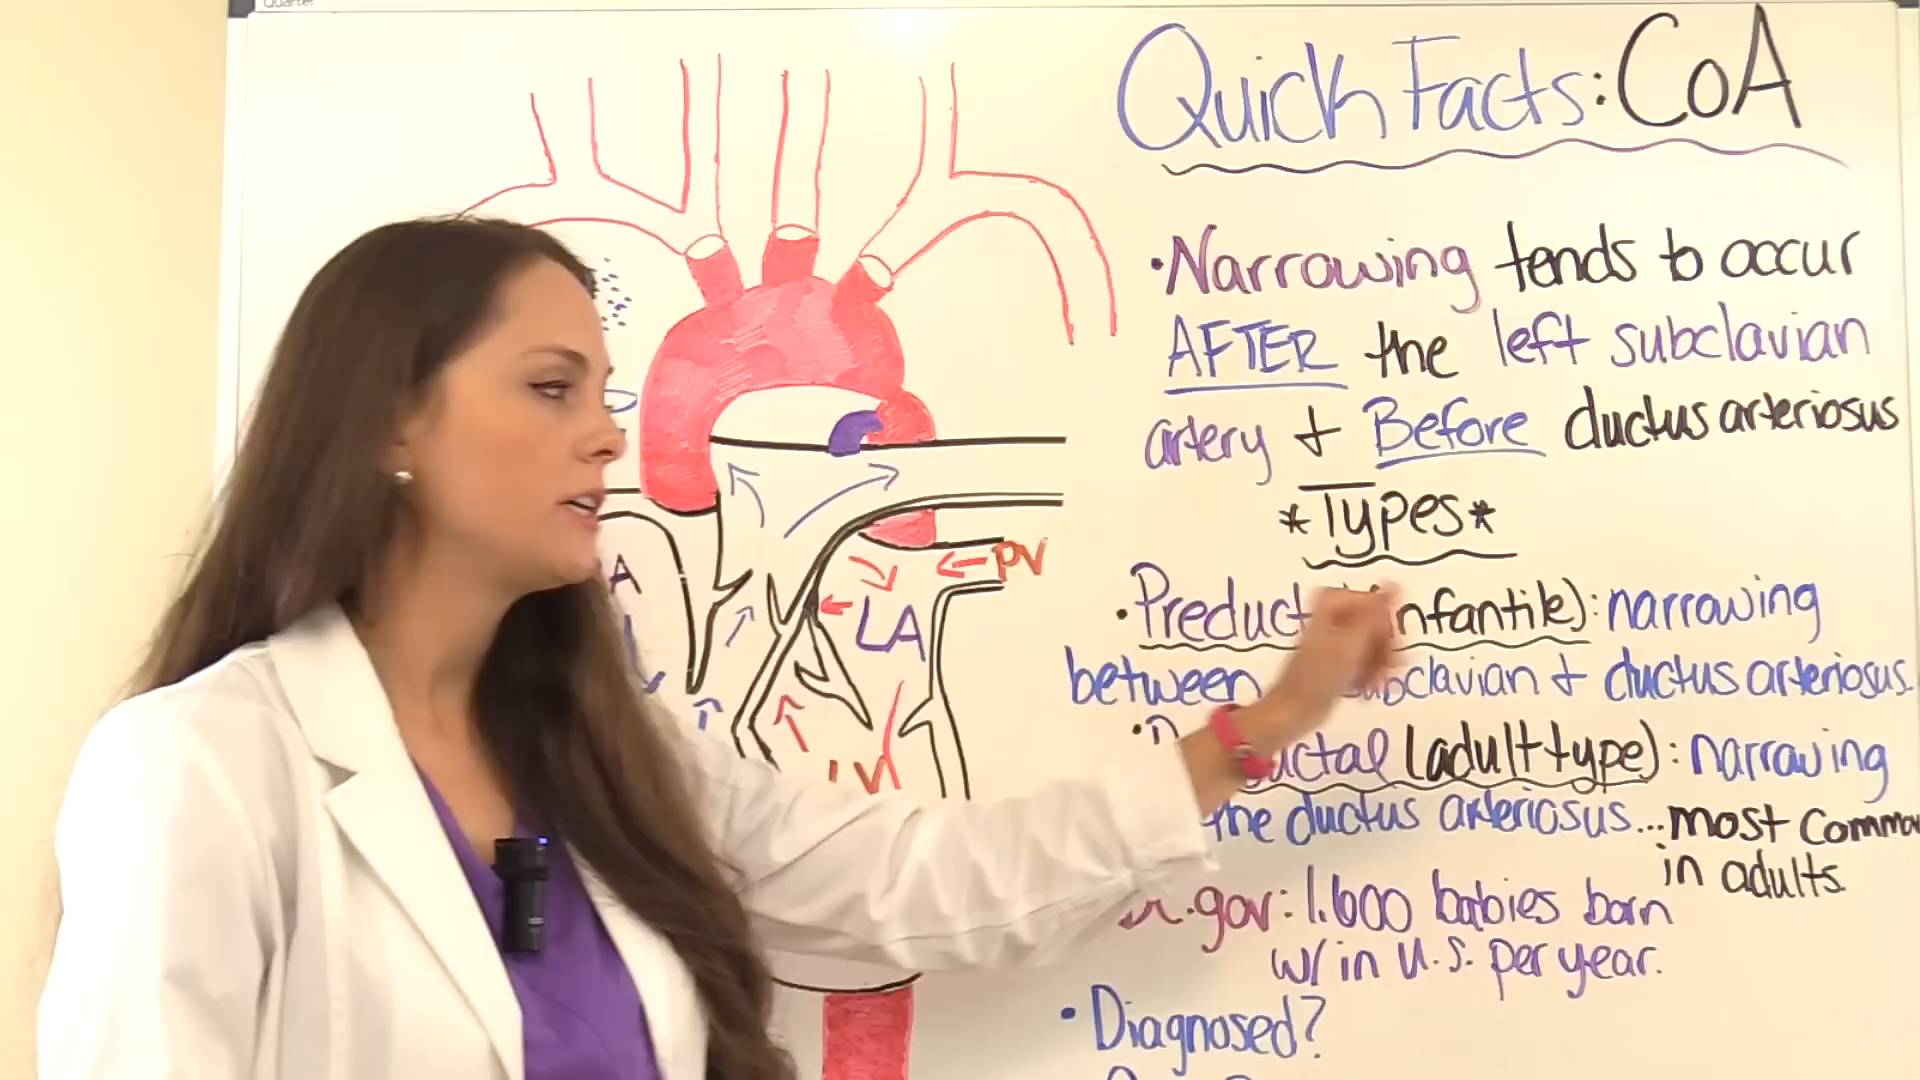 Quick Facts: CoA
•Narrowing tends to occur
AFTER the left subclavian
artery + Before ductus arteriosus
*Types*
•Preduct infantile): narrowing
between subclavian + ductus arteriosus.
uctal (adult type): narrowing
the ductus arteriosus...most common
in adults.
.gov: 1,600 babies born
w/ in U.S. per year.
•Diagnosed?
PV
LA
A
LV